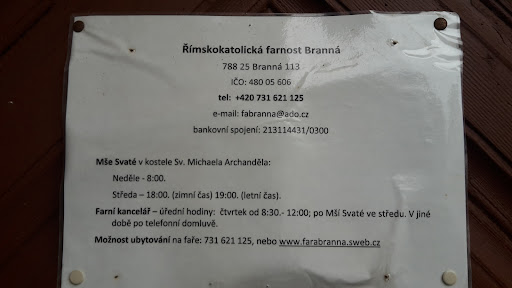 Římskokatolická farnost Branná
788 25 Branná 113
IČO: 480 05 606
tel: +420 731 621 125
e-mail: fabranna@ado.cz
bankovní spojení: 213114431/0300
Mše Svaté v kostele Sv. Michaela Archanděla:
Neděle - 8:00.
Středa – 18:00. (zimní čas) 19:00. (letní čas).
Farní kancelář – úřední hodiny: čtvrtek od 8:30.- 12:00; po Mší Svaté ve středu. V jiné
době po telefonní domluvě.
Možnost ubytování na faře: 731 621 125, nebo www.farabranna.sweb.cz